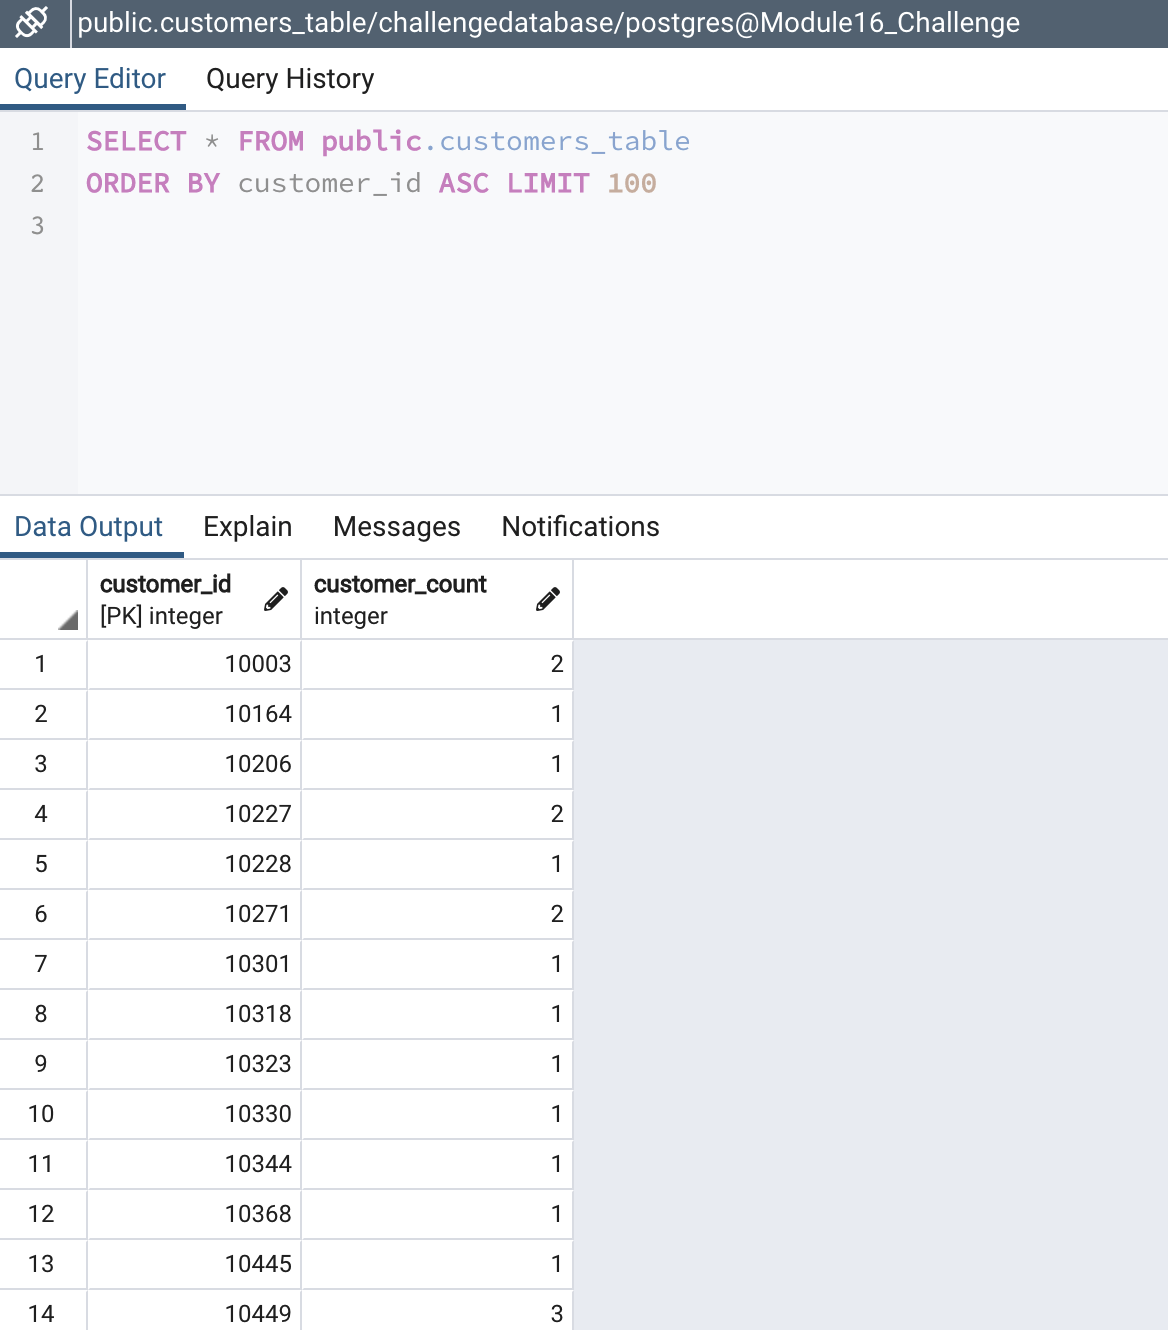 public.customers_table/challengedatabase/postgres@Module16_Challenge
Query Editor Query History
1 SELECT * FROM public.customers_table
2 ORDER BY customer_id ASC LIMIT 100
3
Data Output Explain Messages Notifications
customer_id customer_count
[PK] integer integer
1 10003 2
2 10164 1
3 10206 1
4 10227 2
5 10228 1
6 10271 2
7 10301 1
8 10318 1
9 10323 1
10 10330 1
11 10344 1
12 10368 1
13 10445 1
14 10449 3